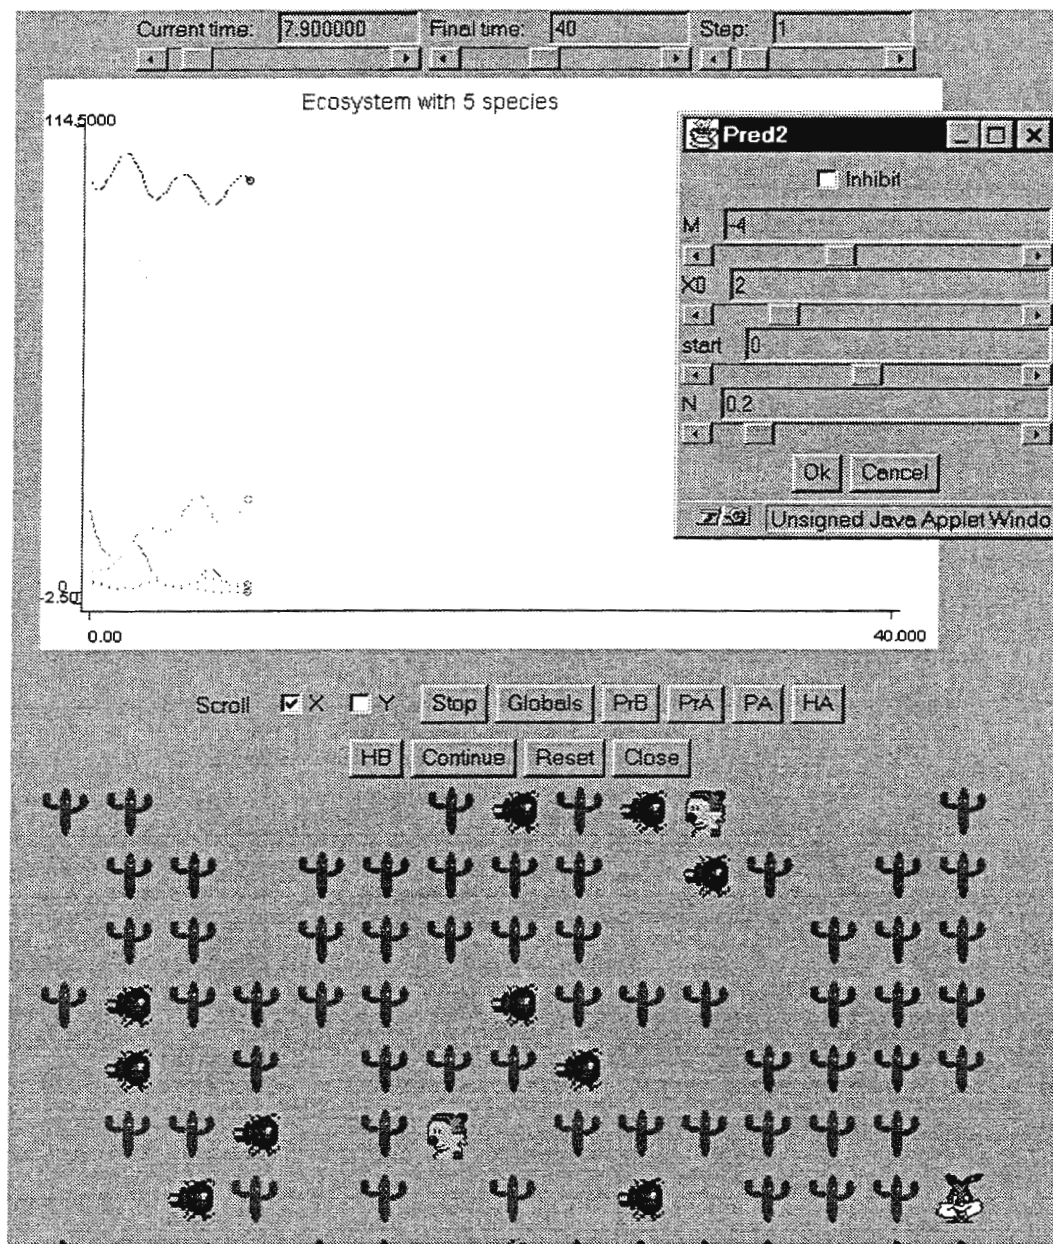 Current time: 7.900000 Final time: 40 Step: 1
Ecosystem with 5 species
114.5000
Pred2
Inhibit
M -4
X0 2
start 0
N 0.2
Ok Cancel
Unsigned Java Applet Windo
0
-2.50
0.00 40.000
Scroll X Y Stop Globals PrB PrA PA HA
HB Continue Reset Close